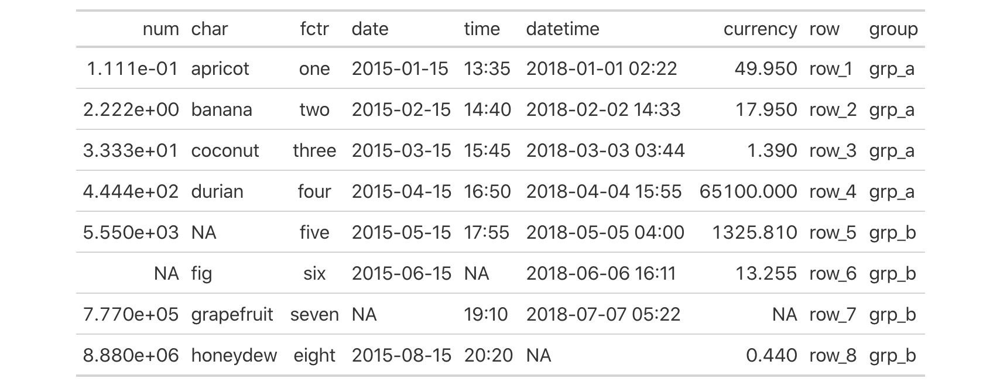 num char fctr date time datetime currency row group
1.111e-01 apricot one 2015-01-15 13:35 2018-01-01 02:22 49.950 row_1 grp_a
2.222e+00 banana two 2015-02-15 14:40 2018-02-02 14:33 17.950 row_2 grp_a
3.333e+01 coconut three 2015-03-15 15:45 2018-03-03 03:44 1.390 row_3 grp_a
4.444e+02 durian four 2015-04-15 16:50 2018-04-04 15:55 65100.000 row_4 grp_a
5.550e+03 NA five 2015-05-15 17:55 2018-05-05 04:00 1325.810 row_5 grp_b
NA fig six 2015-06-15 NA 2018-06-06 16:11 13.255 row_6 grp_b
7.770e+05 grapefruit seven NA 19:10 2018-07-07 05:22 NA row_7 grp_b
8.880e+06 honeydew eight 2015-08-15 20:20 NA 0.440 row_8 grp_b